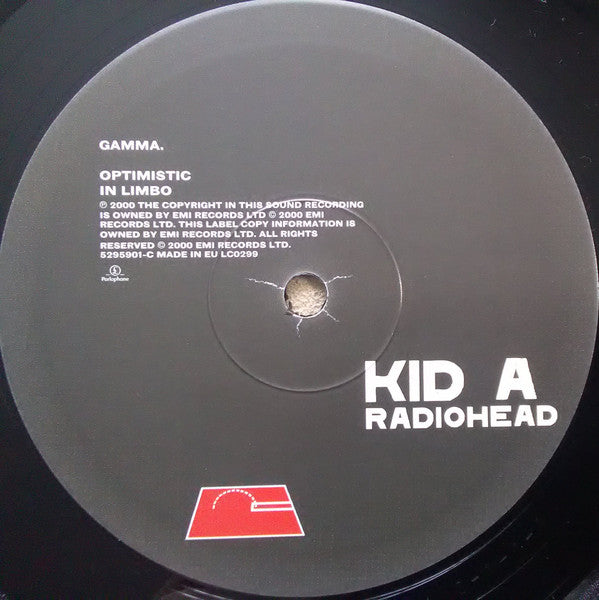 GAMMA.
OPTIMISTIC
IN LIMBO
℗ 2000 THE COPYRIGHT IN THIS SOUND RECORDING
IS OWNED BY EMI RECORDS LTD © 2000 EMI
RECORDS LTD. THIS LABEL COPY INFORMATION IS
OWNED BY EMI RECORDS LTD. ALL RIGHTS
RESERVED © 2000 EMI RECORDS LTD.
5295901-C MADE IN EU LC0299
Parlophone
KID A
RADIOHEAD